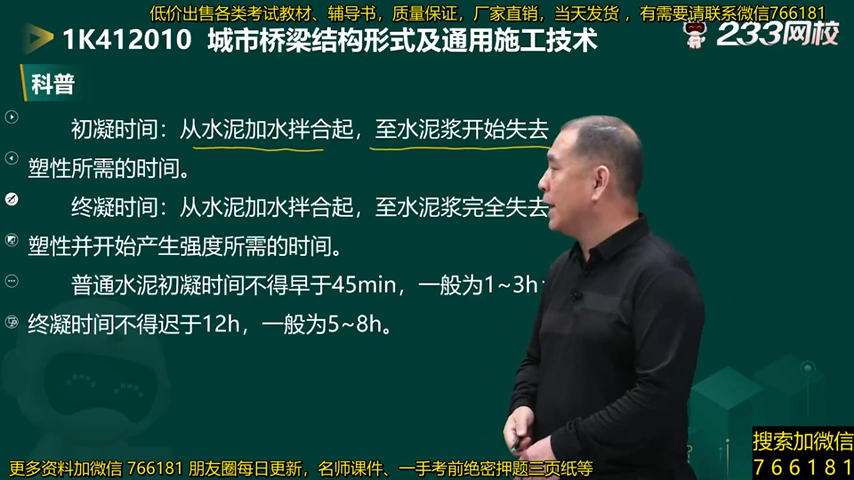 低价出售各类考试教材、辅导书，质量保证，厂家直销，当天发货 ，有需要请联系微信766181
1K412010 城市桥梁结构形式及通用施工技术
233网校
科普
初凝时间：从水泥加水拌合起，至水泥浆开始失去
塑性所需的时间。
终凝时间：从水泥加水拌合起，至水泥浆完全失去
塑性并开始产生强度所需的时间。
普通水泥初凝时间不得早于45min，一般为1~3h
终凝时间不得迟于12h，一般为5~8h。
搜索加微信
766181
更多资料加微信 766181 朋友圈每日更新，名师课件、一手考前绝密押题三页纸等